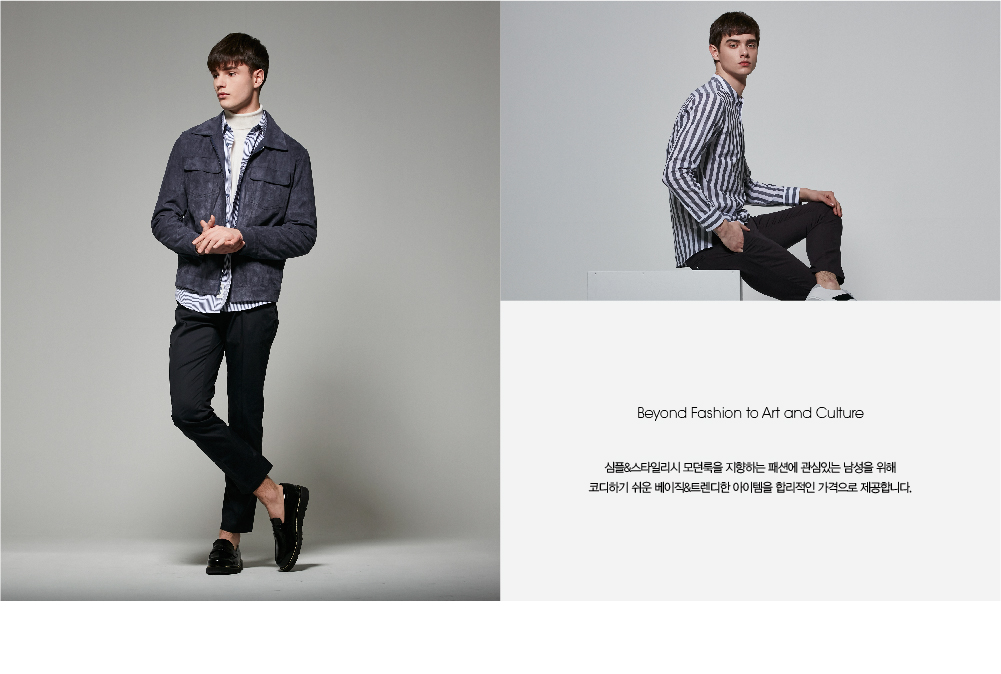 Beyond Fashion to Art and Culture
심플&스타일리시 모던룩을 지향하는 패션에 관심있는 남성을 위해
코디하기 쉬운 베이직&트렌디한 아이템을 합리적인 가격으로 제공합니다.